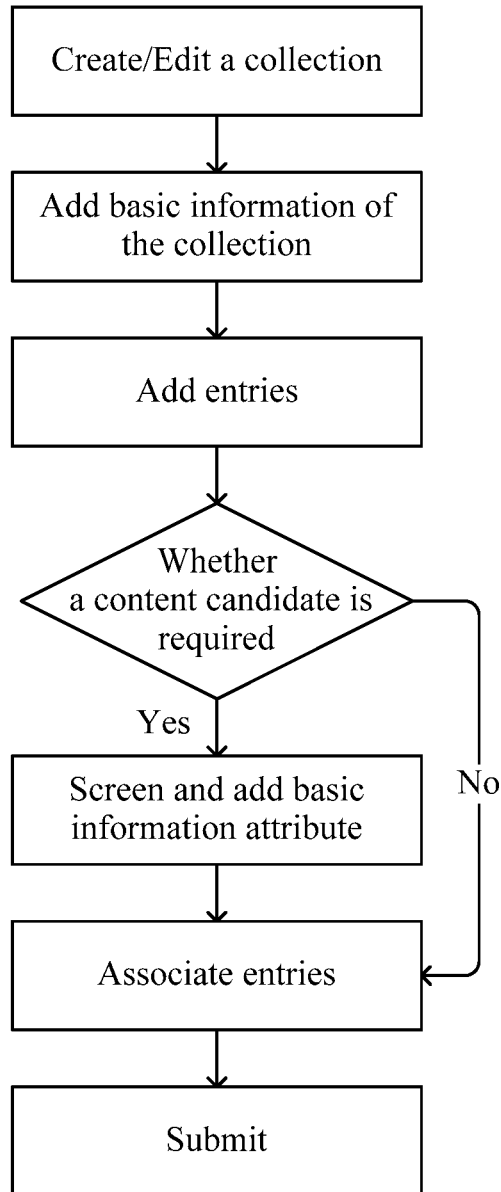 Create/Edit a collection
Add basic information of
the collection
Add entries
Whether
a content candidate is
required
Yes
No
Screen and add basic
information attribute
Associate entries
Submit